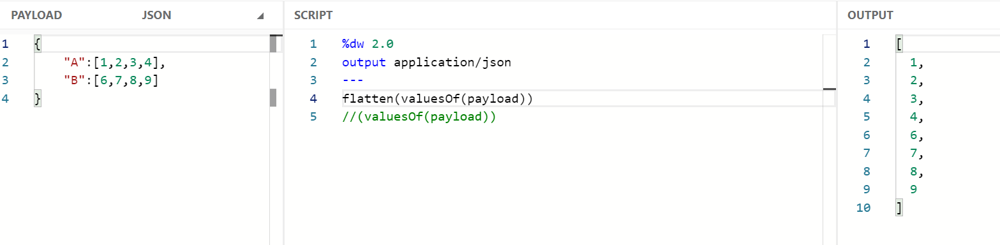 PAYLOAD JSON
1 {
2 "A":[1,2,3,4],
3 "B":[6,7,8,9]
4 }
SCRIPT
1 %dw 2.0
2 output application/json
3 ---
4 flatten(valuesOf(payload))
5 //(valuesOf(payload))
OUTPUT
1 [
2 1,
3 2,
4 3,
5 4,
6 6,
7 7,
8 8,
9 9
10 ]